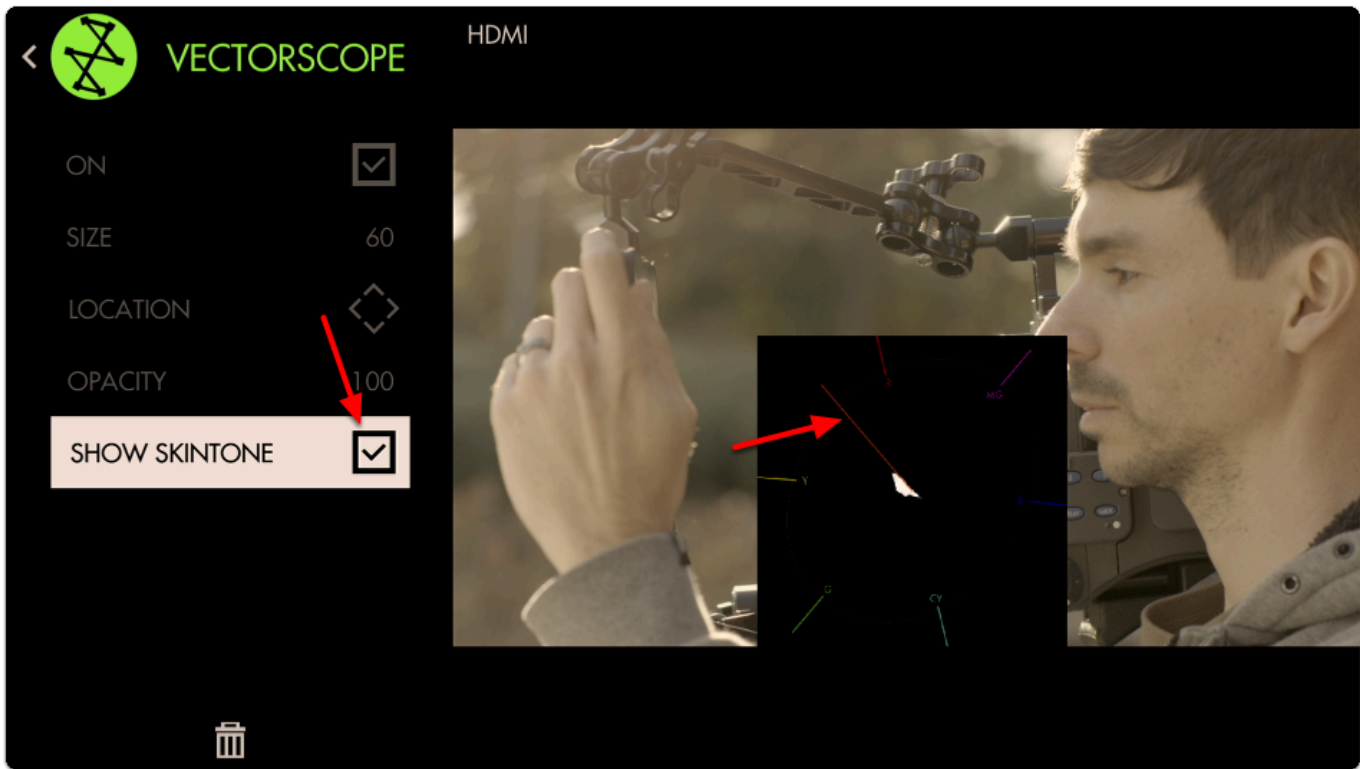 VECTORSCOPE
HDMI
ON
SIZE 60
LOCATION
OPACITY 100
SHOW SKINTONE
R
MG
Y
B
G
CY